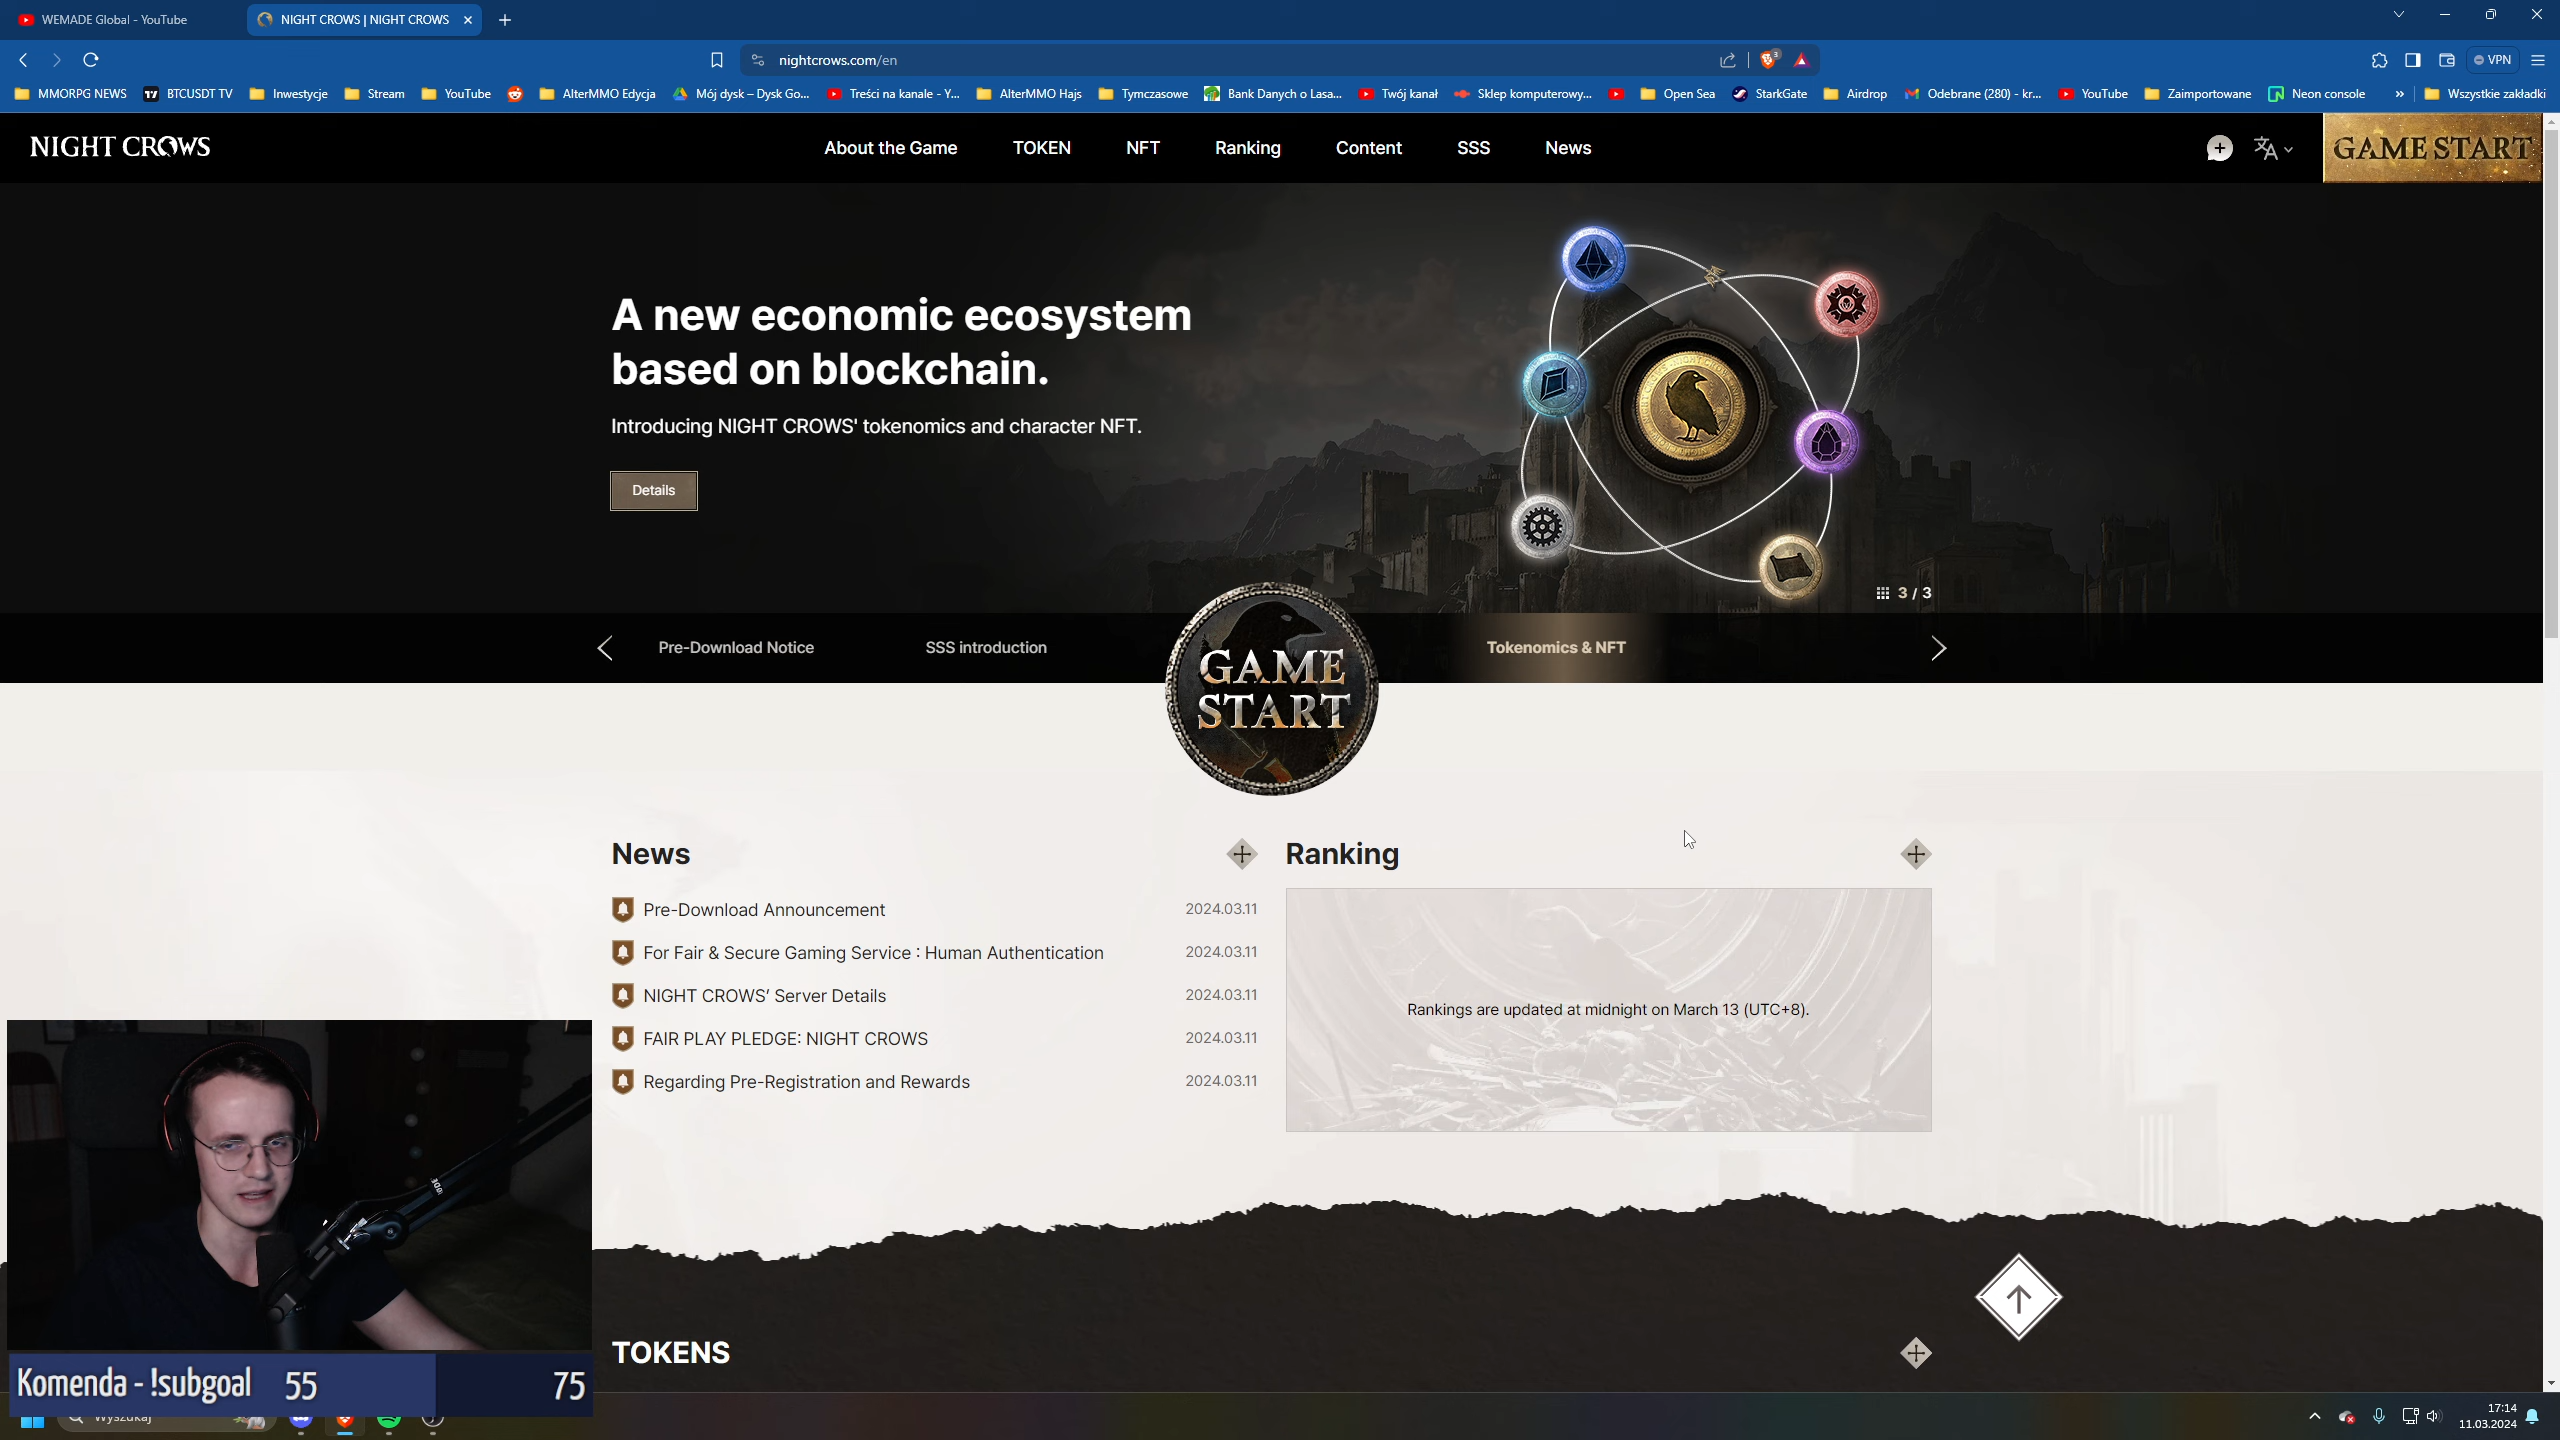 WEMADE Global - YouTube
NIGHT CROWS | NIGHT CROWS
nightcrows.com/en
3
VPN
MMORPG NEWS
BTCUSDT TV
Inwestycje
Stream
YouTube
AlterMMO Edycja
Mój dysk – Dysk Go...
Treści na kanale - Y...
AlterMMO Hajs
Tymczasowe
Bank Danych o Lasa...
Twój kanał
Sklep komputerowy...
Open Sea
StarkGate
Airdrop
Odebrane (280) - kr...
YouTube
Zaimportowane
Neon console
»
Wszystkie zakładki
NIGHT CROWS
About the Game
TOKEN
NFT
Ranking
Content
SSS
News
GAME START
A new economic ecosystem
based on blockchain.
Introducing NIGHT CROWS' tokenomics and character NFT.
Details
3 / 3
Pre-Download Notice
SSS introduction
GAME
START
Tokenomics & NFT
News
Pre-Download Announcement 2024.03.11
For Fair & Secure Gaming Service : Human Authentication 2024.03.11
NIGHT CROWS' Server Details 2024.03.11
FAIR PLAY PLEDGE: NIGHT CROWS 2024.03.11
Regarding Pre-Registration and Rewards 2024.03.11
Ranking
Rankings are updated at midnight on March 13 (UTC+8).
TOKENS
Komenda - !subgoal 55 75
Wyszukaj
17:14
11.03.2024